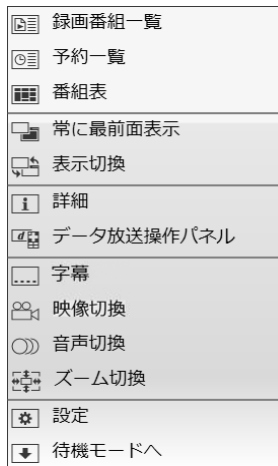 録画番組一覧
予約一覧
番組表
常に最前面表示
表示切換
詳細
データ放送操作パネル
字幕
映像切換
音声切換
ズーム切換
設定
待機モードへ